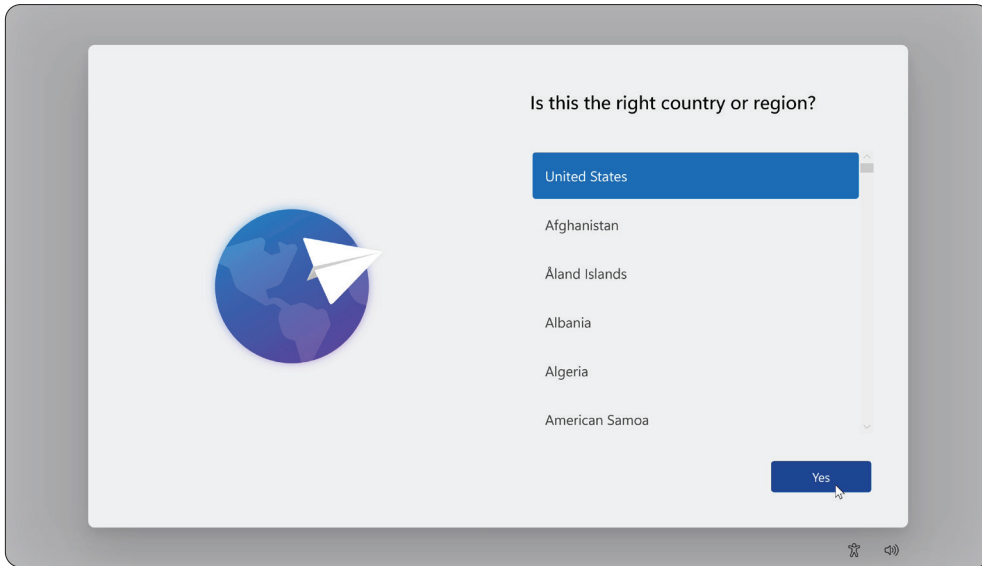 Is this the right country or region?
United States
Afghanistan
Åland Islands
Albania
Algeria
American Samoa
Yes